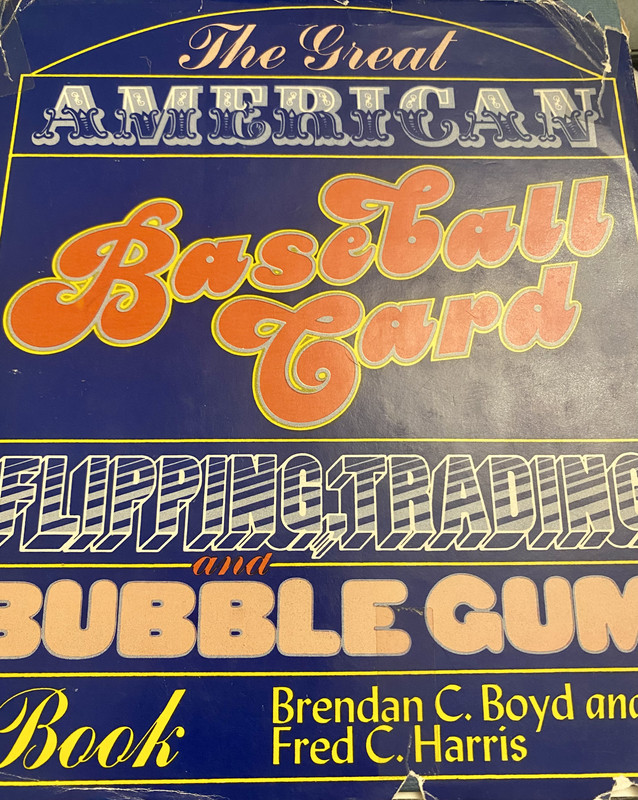 The Great
AMERICAN
Baseball
Card
FLIPPING, TRADING
and
BUBBLE GUM
Book
Brendan C. Boyd and
Fred C. Harris